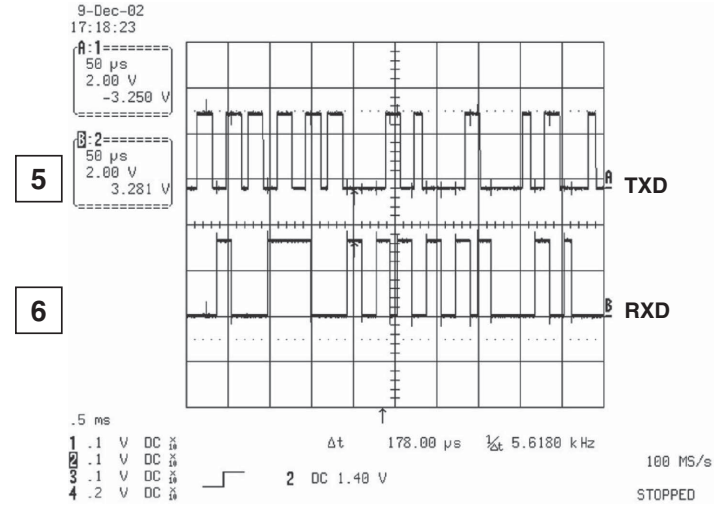 9-Dec-02
17:18:23
A:1
50 µs
2.00 V
-3.250 V
B:2
50 µs
2.00 V
3.281 V
5
A
TXD
6
B
RXD
.5 ms
1 .1 V DC X10
2 .1 V DC X10
3 .1 V DC X10
4 .2 V DC X10
Δt 178.00 µs 1/Δt 5.6180 kHz
2 DC 1.40 V
100 MS/s
STOPPED